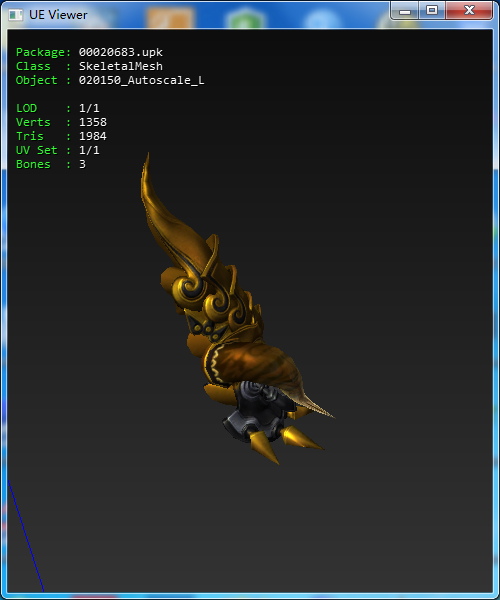 UE Viewer
Package: 00020683.upk
Class : SkeletalMesh
Object : 020150_Autoscale_L
LOD : 1/1
Verts : 1358
Tris : 1984
UV Set : 1/1
Bones : 3